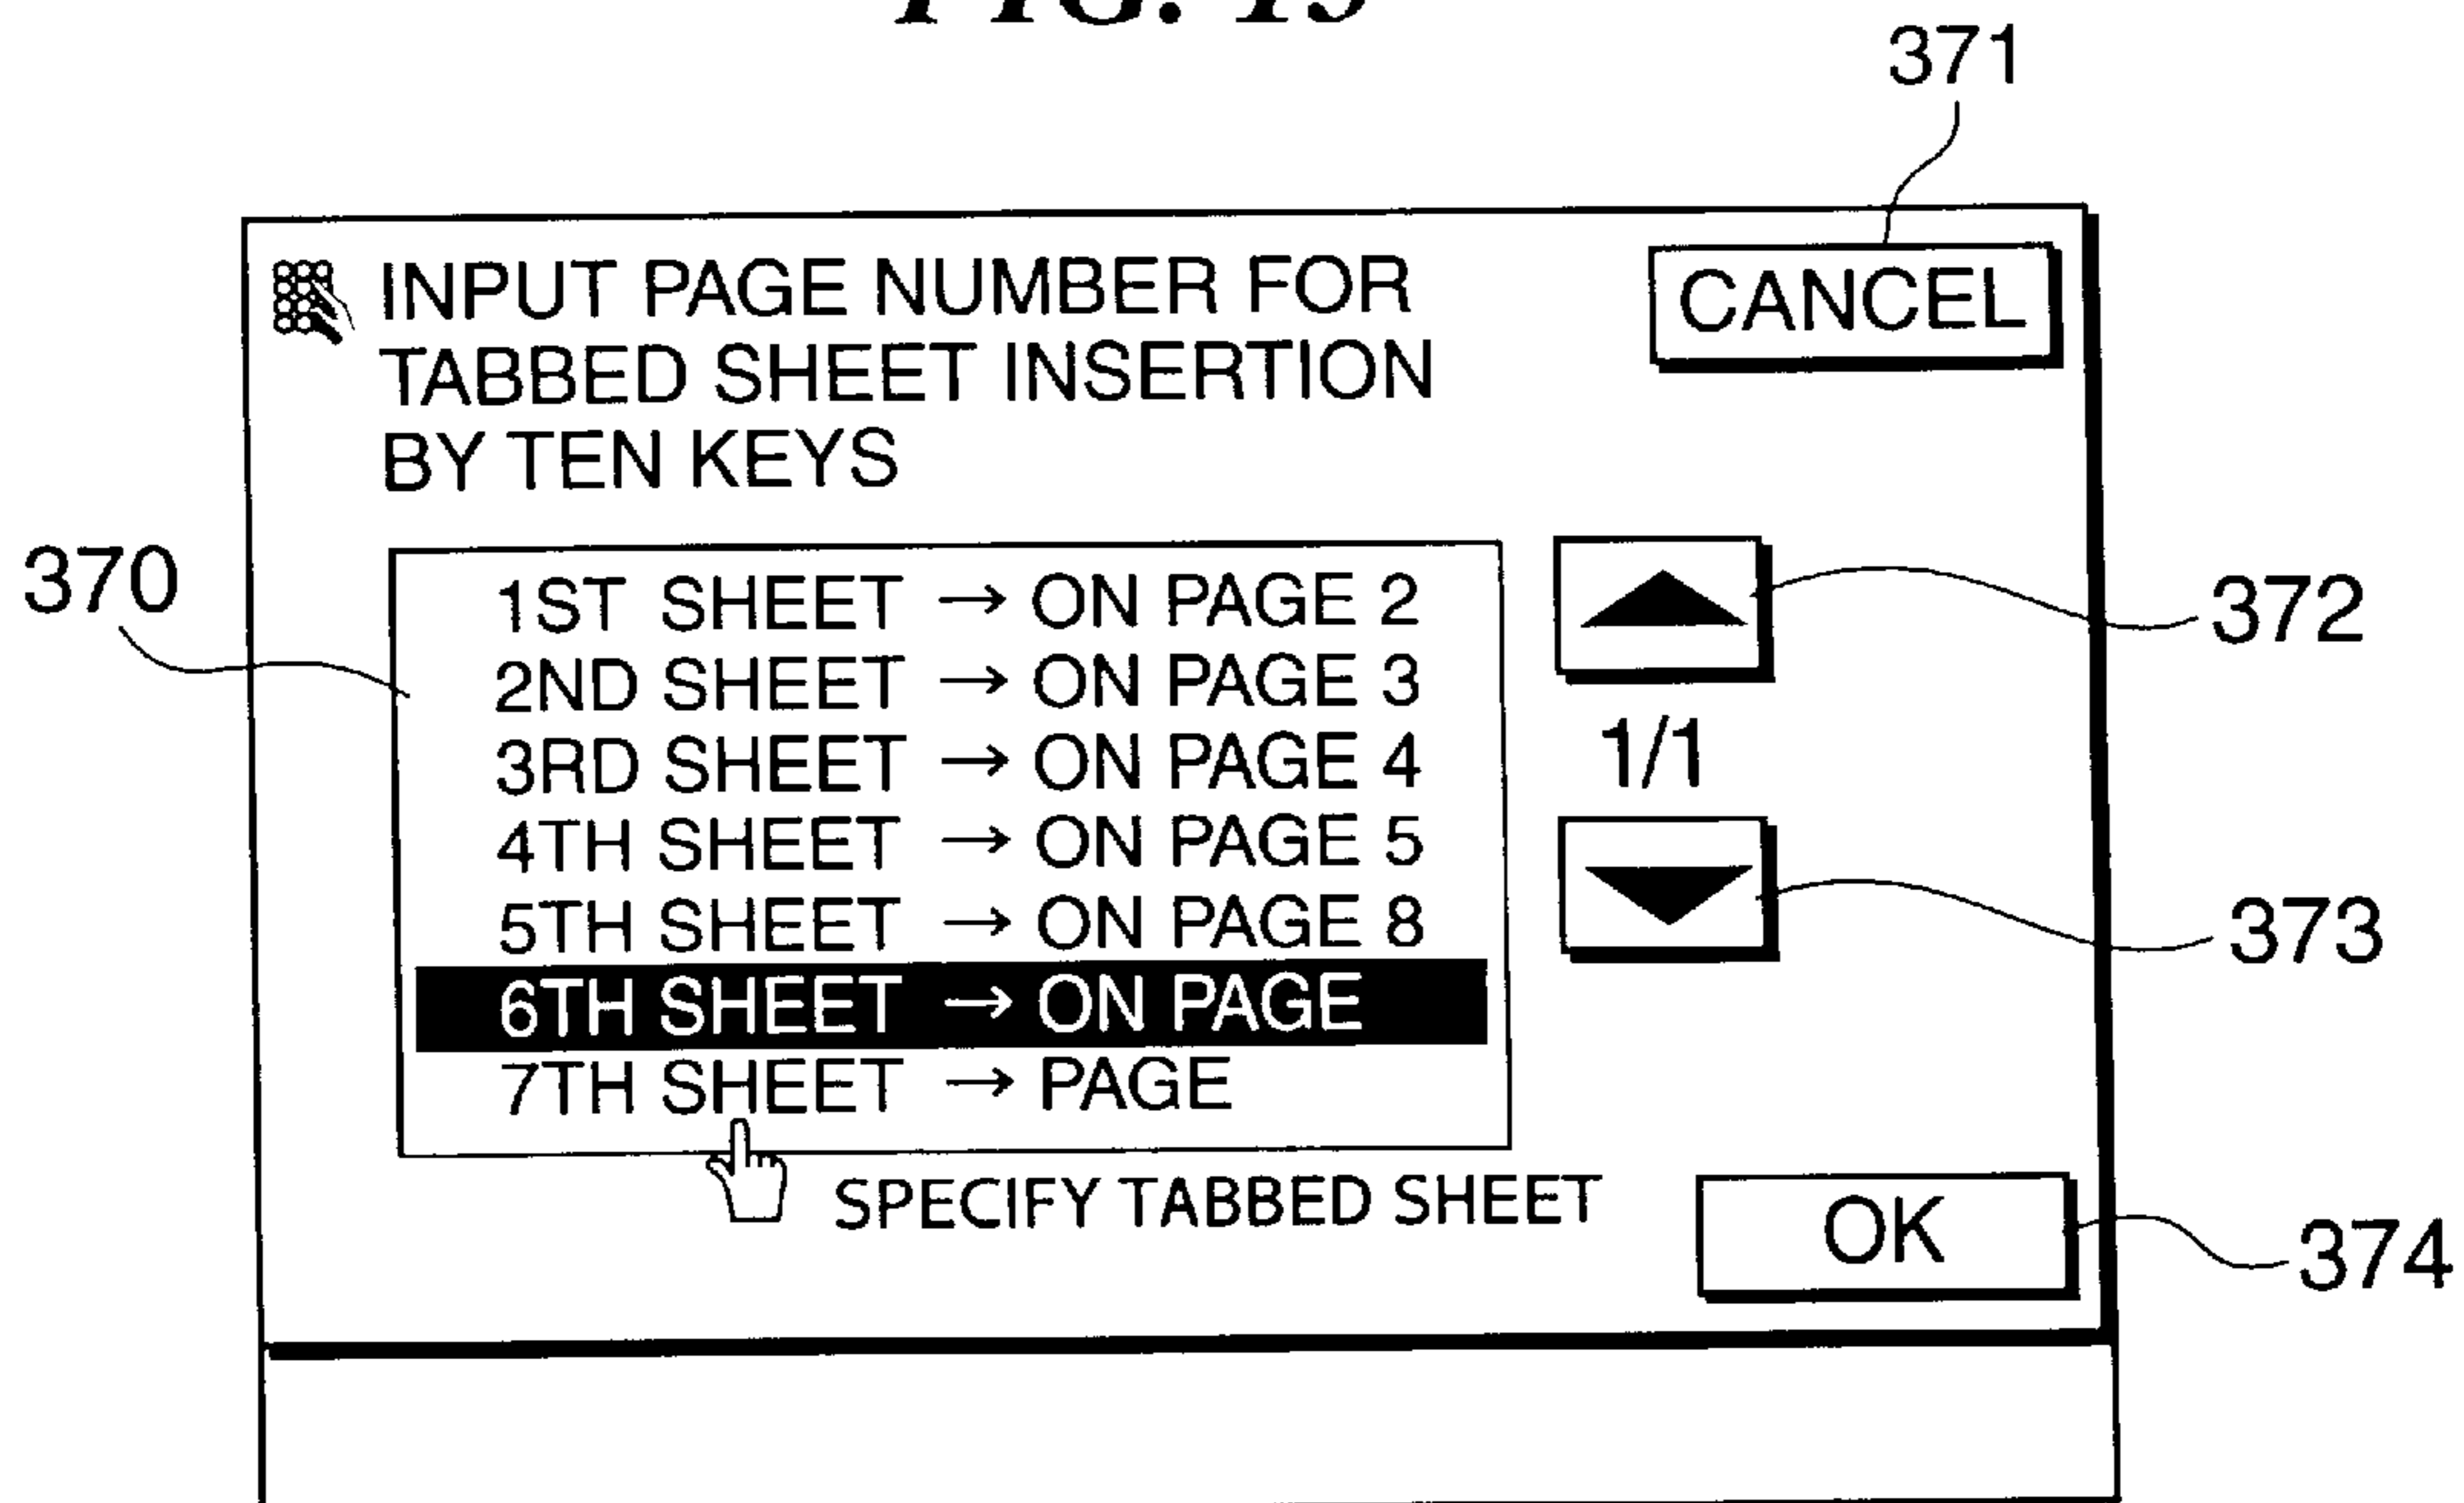 FIG. 15
371
INPUT PAGE NUMBER FOR
TABBED SHEET INSERTION
BY TEN KEYS
CANCEL
370
1ST SHEET → ON PAGE 2
2ND SHEET → ON PAGE 3
3RD SHEET → ON PAGE 4
4TH SHEET → ON PAGE 5
5TH SHEET → ON PAGE 8
6TH SHEET → ON PAGE
7TH SHEET → PAGE
372
1/1
373
SPECIFY TABBED SHEET
OK
374